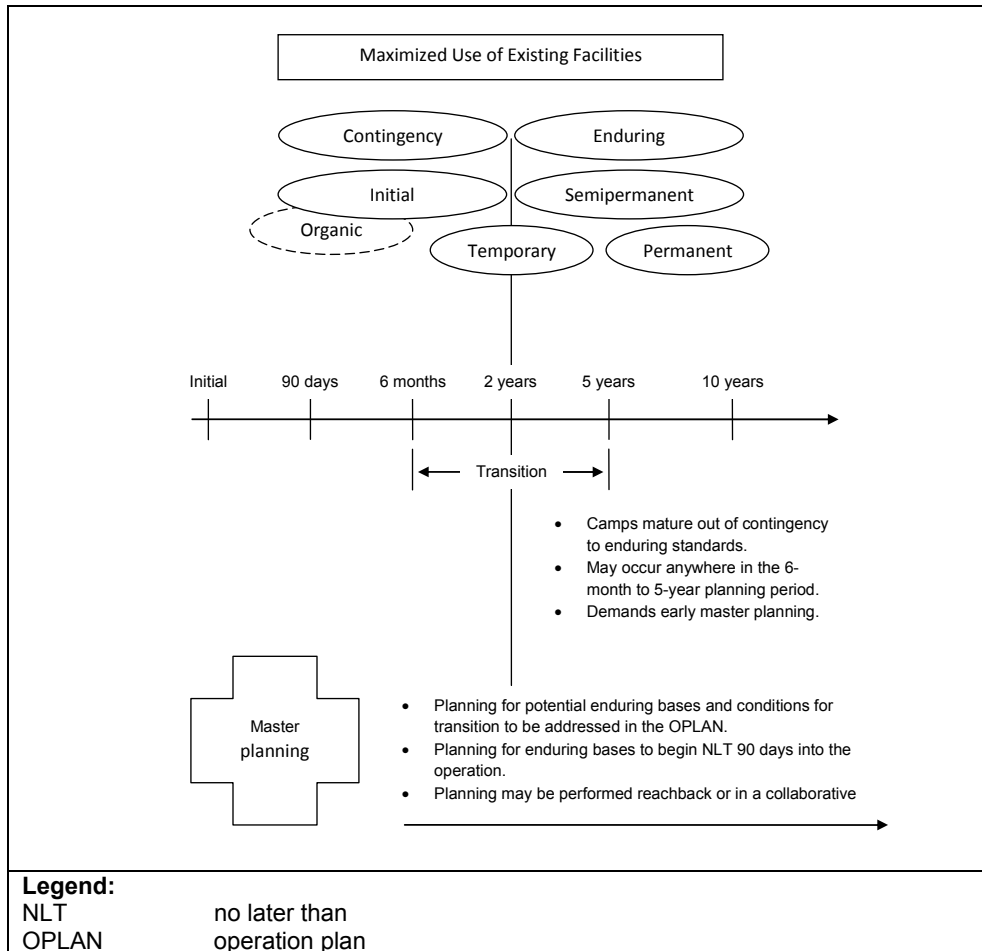 Maximized Use of Existing Facilities
Contingency
Enduring
Initial
Semipermanent
Organic
Temporary
Permanent
Initial
90 days
6 months
2 years
5 years
10 years
Transition
• Camps mature out of contingency
to enduring standards.
• May occur anywhere in the 6-
month to 5-year planning period.
• Demands early master planning.
Master
planning
• Planning for potential enduring bases and conditions for
transition to be addressed in the OPLAN.
• Planning for enduring bases to begin NLT 90 days into the
operation.
• Planning may be performed reachback or in a collaborative
Legend:
NLT no later than
OPLAN operation plan